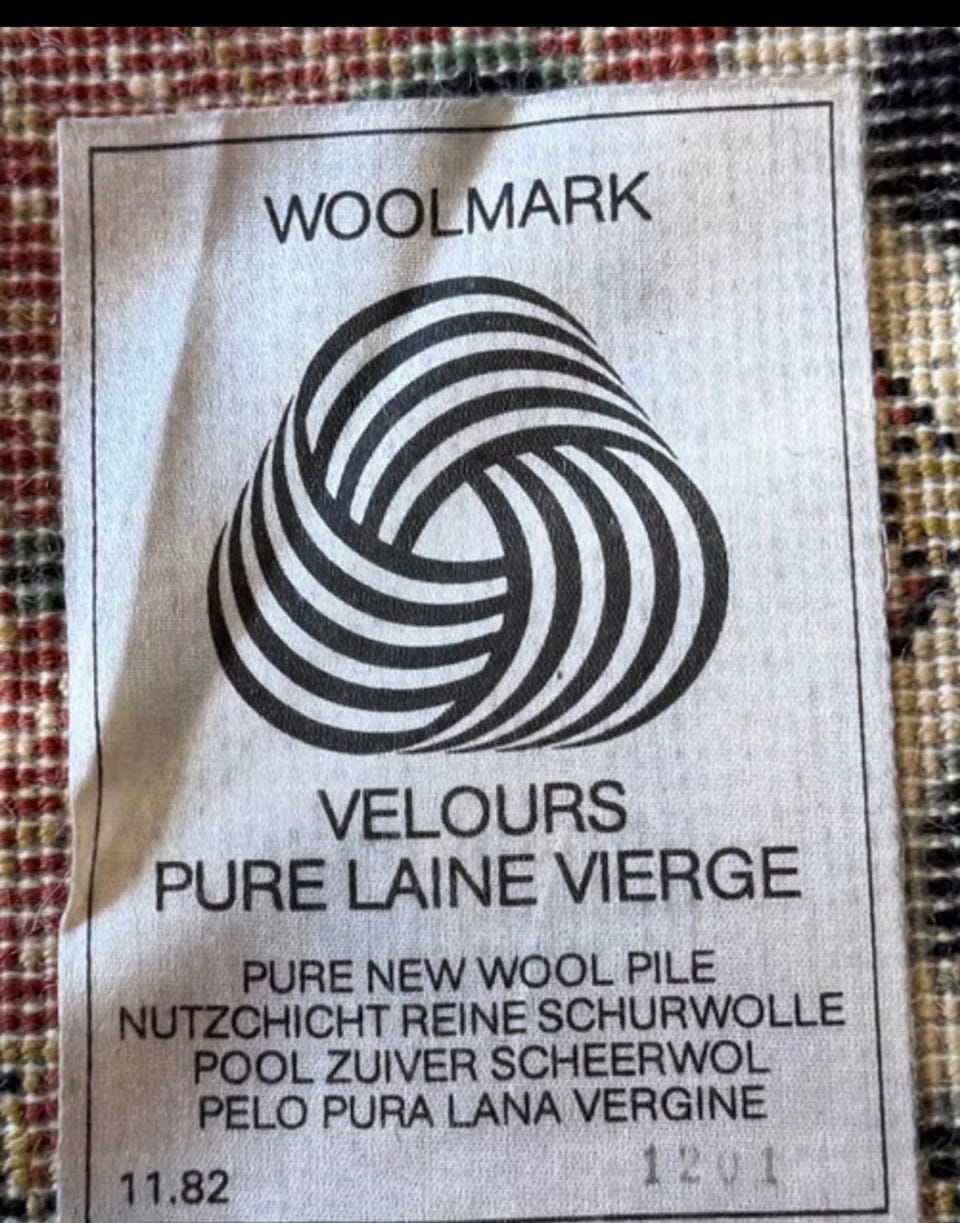 WOOLMARK
VELOURS
PURE LAINE VIERGE
PURE NEW WOOL PILE
NUTZCHICHT REINE SCHURWOLLE
POOL ZUIVER SCHEERWOL
PELO PURA LANA VERGINE
11.82 1201